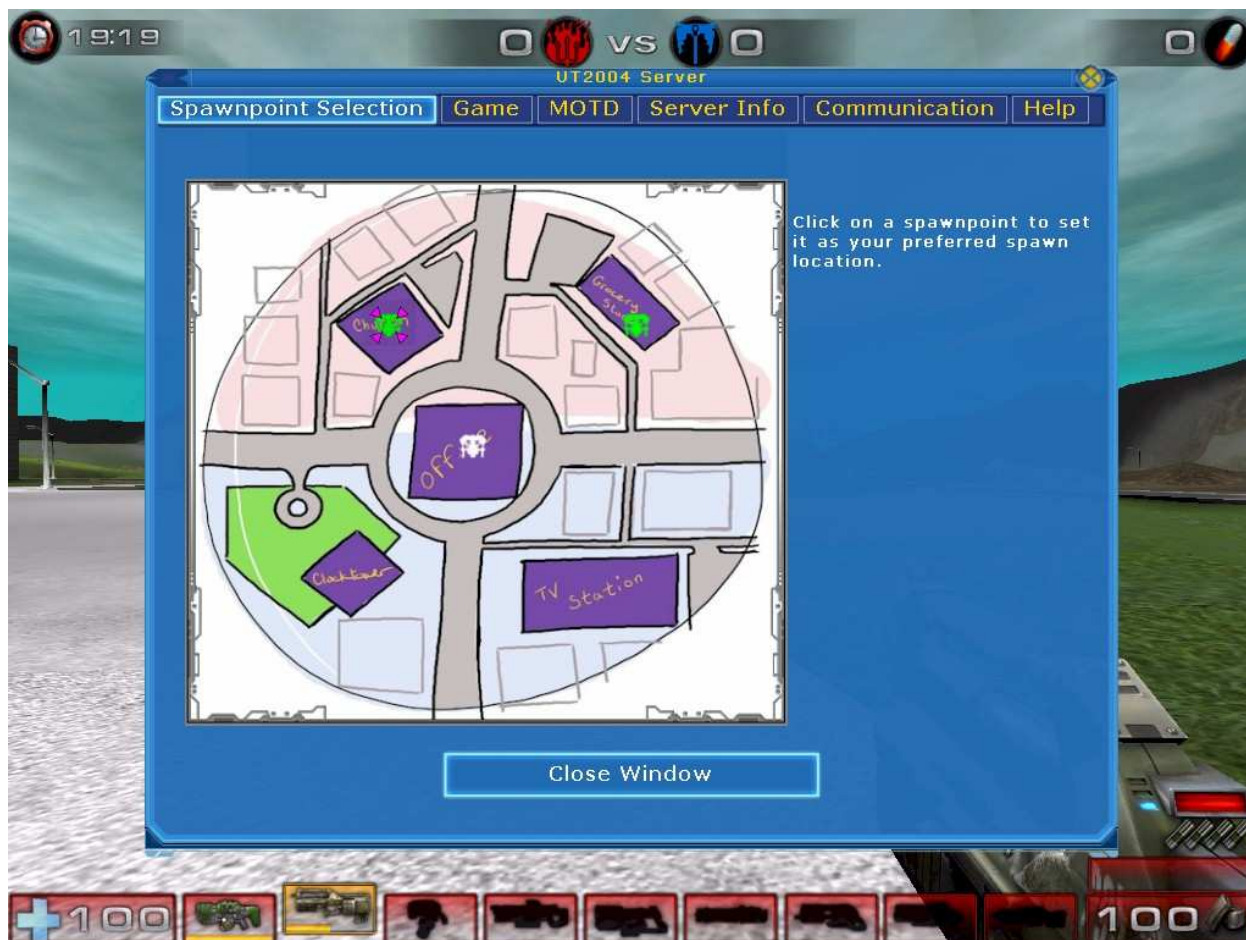 19:19
0 vs 0
0
UT2004 Server
Spawnpoint Selection Game MOTD Server Info Communication Help
Click on a spawnpoint to set
it as your preferred spawn
location.
Grocery
Clocktower
TV Station
Close Window
100
100